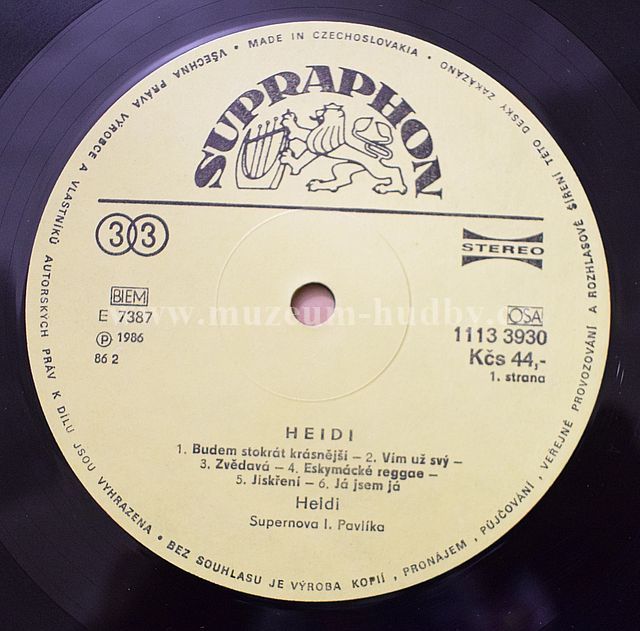 • MADE IN CZECHOSLOVAKIA •
VŠECHNA PRÁVA VÝROBCE A VLASTNÍKŮ AUTORSKÝCH PRÁV K DÍLU JSOU VYHRAZENA • BEZ SOUHLASU JE VÝROBA KOPIÍ, PRONÁJEM, PŮJČOVÁNÍ, VEŘEJNÉ PROVOZOVÁNÍ A ROZHLASOVÉ ŠÍŘENÍ TÉTO DESKY ZAKÁZÁNO
SUPRAPHON
33
STEREO
BIEM
E 7387
Ⓟ 1986
86 2
OSA
1113 3930
Kčs 44,-
1. strana
www.muzeum-hudby.c
HEIDI
1. Budem stokrát krásnější – 2. Vím už svý –
3. Zvědavá – 4. Eskymácké reggae –
5. Jiskření – 6. Já jsem já
Heidi
Supernova I. Pavlíka